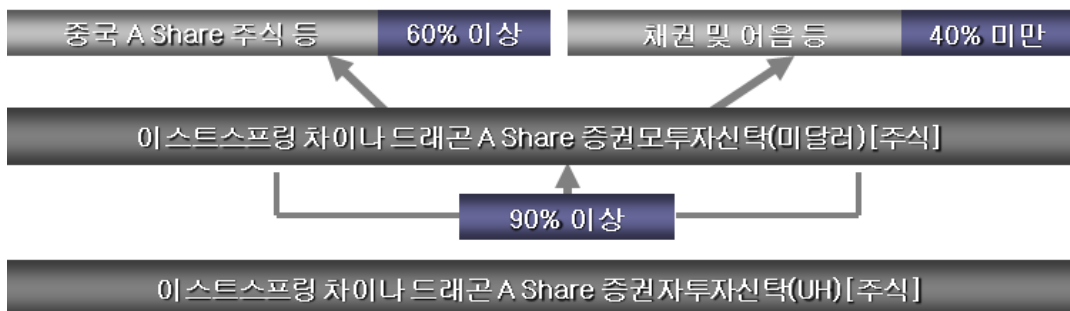 중국 A Share 주식 등 60% 이상 채권 및 어음 등 40% 미만
이스트스프링 차이나 드래곤 A Share 증권모투자신탁(미달러)[주식]
90% 이상
이스트스프링 차이나 드래곤 A Share 증권자투자신탁(UH)[주식]